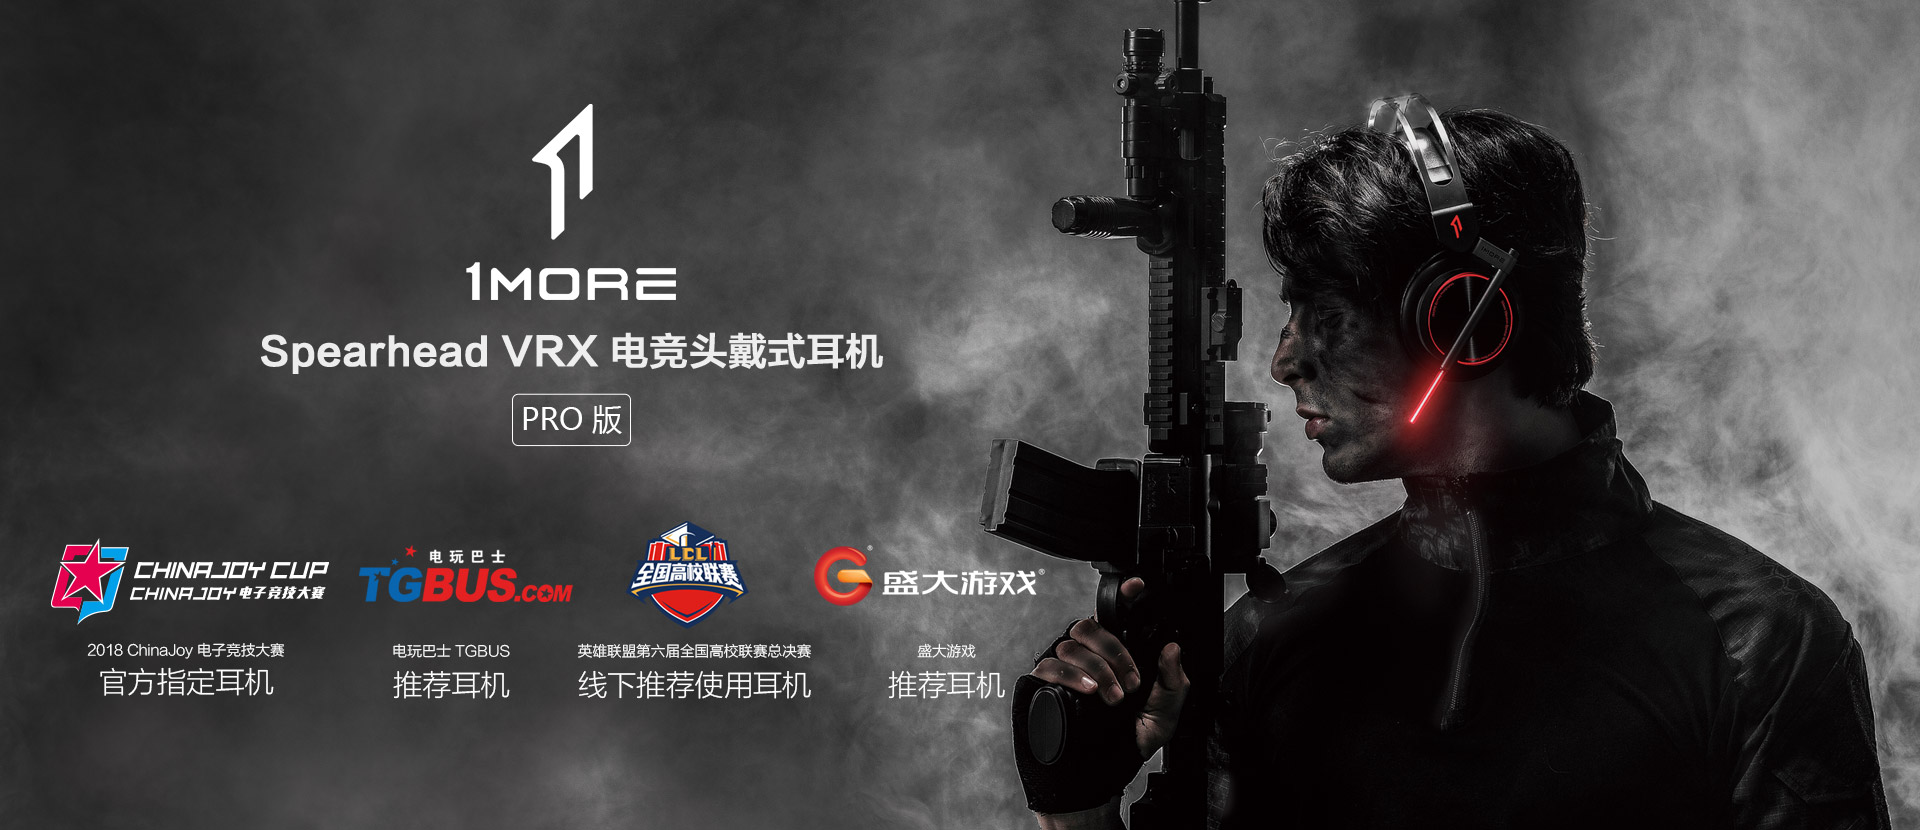 1MORE
Spearhead VRX 电竞头戴式耳机
PRO 版
CHINAJOY CUP
CHINAJOY 电子竞技大赛
2018 ChinaJoy 电子竞技大赛
官方指定耳机
电玩巴士
TGBUS.COM
电玩巴士 TGBUS
推荐耳机
LCL
全国高校联赛
英雄联盟第六届全国高校联赛总决赛
线下推荐使用耳机
盛大游戏®
盛大游戏
推荐耳机
1MORE